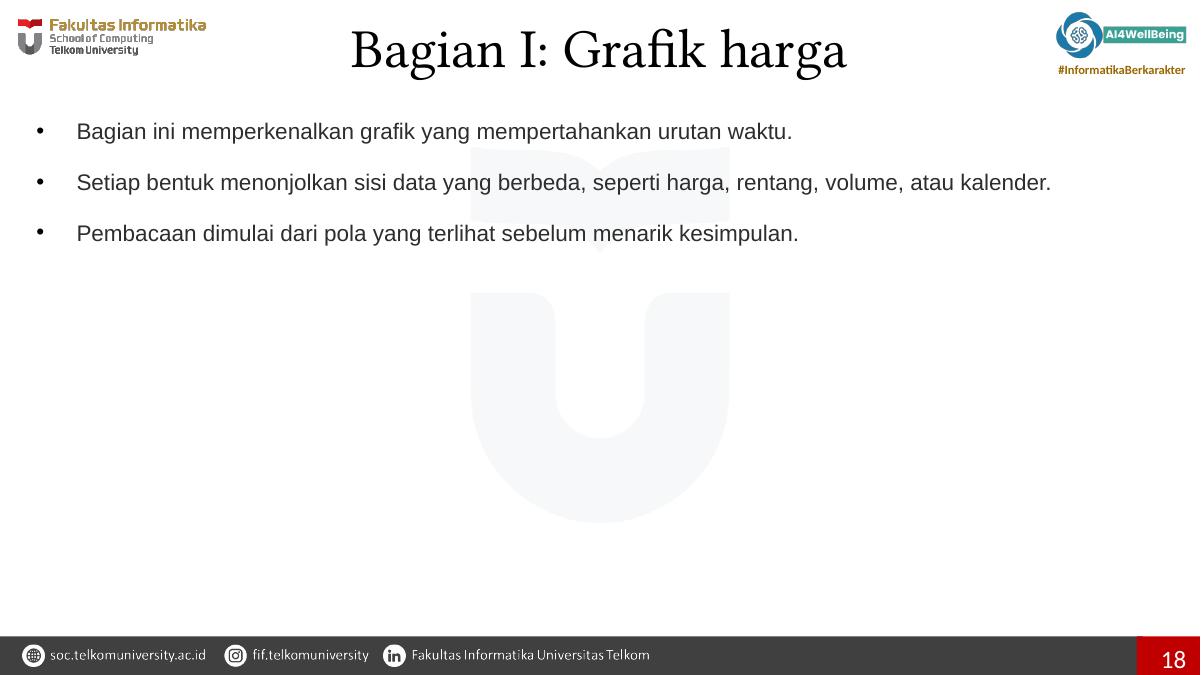 Fakultas Informatika
School of Computing
Telkom University
Bagian I: Grafik harga
AI4WellBeing
#InformatikaBerkarakter
• Bagian ini memperkenalkan grafik yang mempertahankan urutan waktu.
• Setiap bentuk menonjolkan sisi data yang berbeda, seperti harga, rentang, volume, atau kalender.
• Pembacaan dimulai dari pola yang terlihat sebelum menarik kesimpulan.
soc.telkomuniversity.ac.id fif.telkomuniversity Fakultas Informatika Universitas Telkom
18